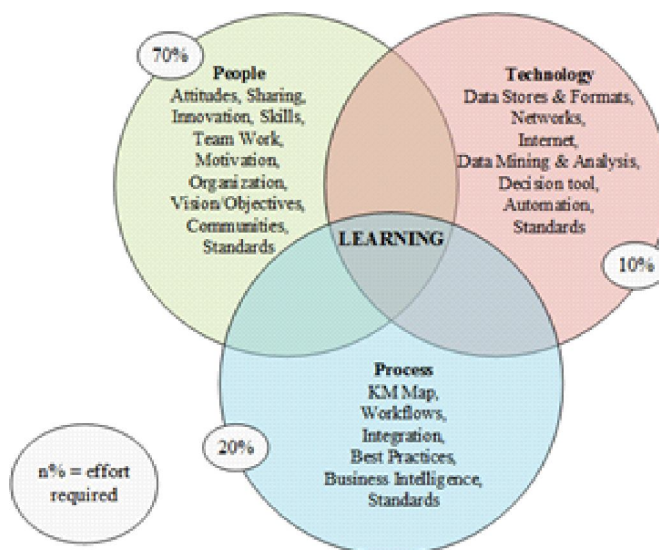 70%
People
Attitudes, Sharing,
Innovation, Skills,
Team Work,
Motivation,
Organization,
Vision/Objectives,
Communities,
Standards
Technology
Data Stores & Formats,
Networks,
Internet,
Data Mining & Analysis,
Decision tool,
Automation,
Standards
10%
LEARNING
Process
KM Map,
Workflows,
Integration,
Best Practices,
Business Intelligence,
Standards
20%
n% = effort
required